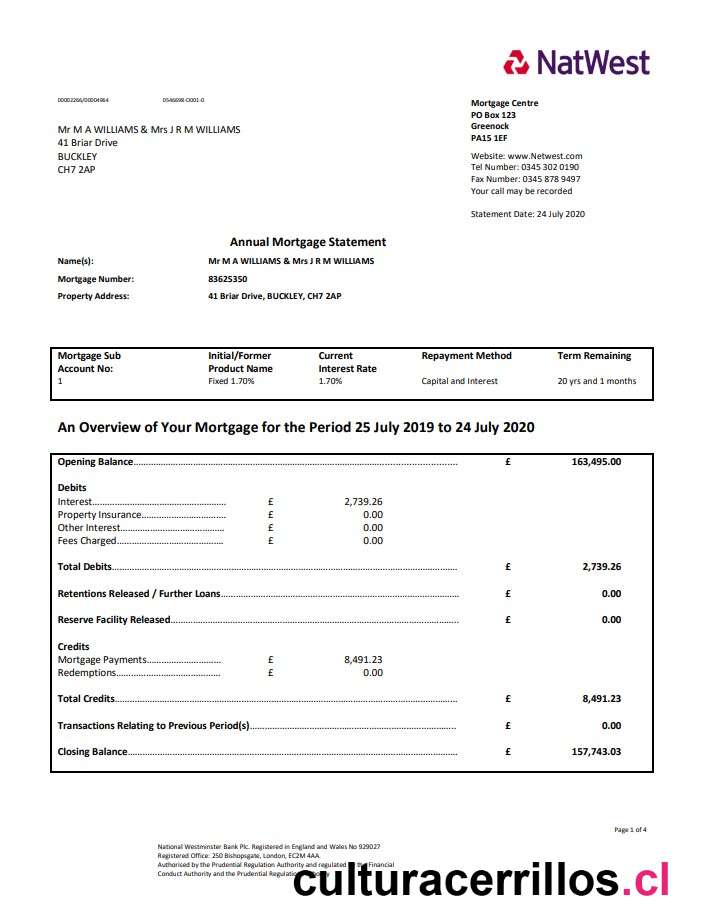 NatWest
00002266/00004964 0546698-O001-0
Mortgage Centre
PO Box 123
Greenock
PA15 1EF
Mr M A WILLIAMS & Mrs J R M WILLIAMS
41 Briar Drive
BUCKLEY
CH7 2AP
Website: www.Netwest.com
Tel Number: 0345 302 0190
Fax Number: 0345 878 9497
Your call may be recorded
Statement Date: 24 July 2020
Annual Mortgage Statement
Name(s): Mr M A WILLIAMS & Mrs J R M WILLIAMS
Mortgage Number: 83625350
Property Address: 41 Briar Drive, BUCKLEY, CH7 2AP
Mortgage Sub Initial/Former Current Repayment Method Term Remaining
Account No: Product Name Interest Rate
1 Fixed 1.70% 1.70% Capital and Interest 20 yrs and 1 months
An Overview of Your Mortgage for the Period 25 July 2019 to 24 July 2020
Opening Balance £ 163,495.00
Debits
Interest £ 2,739.26
Property Insurance £ 0.00
Other Interest £ 0.00
Fees Charged £ 0.00
Total Debits £ 2,739.26
Retentions Released / Further Loans £ 0.00
Reserve Facility Released £ 0.00
Credits
Mortgage Payments £ 8,491.23
Redemptions £ 0.00
Total Credits £ 8,491.23
Transactions Relating to Previous Period(s) £ 0.00
Closing Balance £ 157,743.03
Page 1 of 4
National Westminster Bank Plc. Registered in England and Wales No 929027
Registered Office: 250 Bishopsgate, London, EC2M 4AA.
Authorised by the Prudential Regulation Authority and regulated Financial
Conduct Authority and the Prudential
culturacerrillos.cl